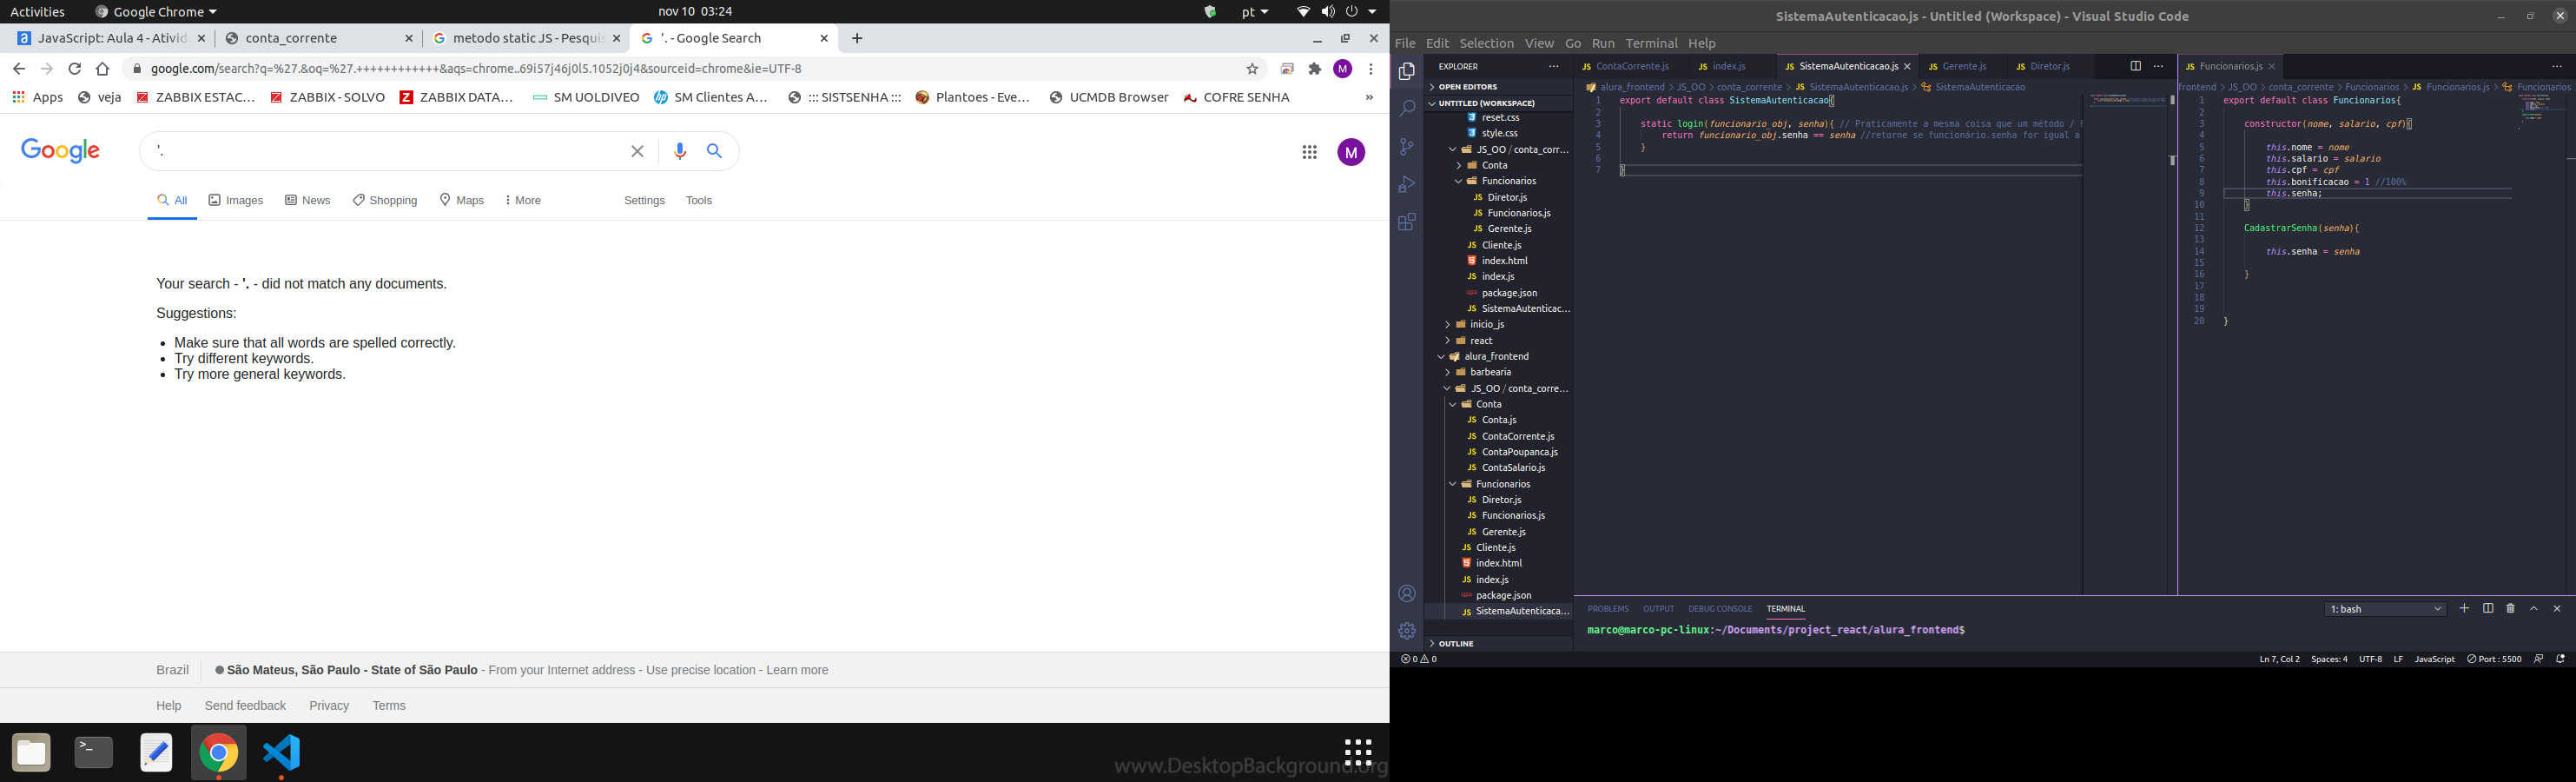 Activities
Google Chrome
nov 10 03:24
pt
JavaScript: Aula 4 - Ativid
conta_corrente
metodo static JS - Pesquis
'. - Google Search
google.com/search?q=%27.&oq=%27.++++++++++++&aqs=chrome..69i57j46j0l5.1052j0j4&sourceid=chrome&ie=UTF-8
M
Apps
veja
ZABBIX ESTAC...
ZABBIX - SOLVO
ZABBIX DATA...
SM UOLDIVEO
SM Clientes A...
::: SISTSENHA :::
Plantoes - Eve...
UCMDB Browser
COFRE SENHA
»
Google
'.
M
All
Images
News
Shopping
Maps
More
Settings
Tools
Your search - '. - did not match any documents.
Suggestions:
Make sure that all words are spelled correctly.
Try different keywords.
Try more general keywords.
Brazil
São Mateus, São Paulo - State of São Paulo - From your Internet address - Use precise location - Learn more
Help
Send feedback
Privacy
Terms
www.DesktopBackground.org
SistemaAutenticacao.js - Untitled (Workspace) - Visual Studio Code
File Edit Selection View Go Run Terminal Help
EXPLORER
OPEN EDITORS
UNTITLED (WORKSPACE)
reset.css
style.css
JS_OO / conta_corr...
Conta
Funcionarios
Diretor.js
Funcionarios.js
Gerente.js
Cliente.js
index.html
index.js
package.json
SistemaAutenticac...
inicio_js
react
alura_frontend
barbearia
JS_OO / conta_corre...
Conta
Conta.js
ContaCorrente.js
ContaPoupanca.js
ContaSalario.js
Funcionarios
Diretor.js
Funcionarios.js
Gerente.js
Cliente.js
index.html
index.js
package.json
SistemaAutenticaca...
OUTLINE
ContaCorrente.js
index.js
SistemaAutenticacao.js
Gerente.js
Diretor.js
alura_frontend > JS_OO > conta_corrente > SistemaAutenticacao.js > SistemaAutenticacao
1 export default class SistemaAutenticacao{
2
3 static login(funcionario_obj, senha){ // Praticamente a mesma coisa que um método / F
4 return funcionario_obj.senha == senha //retorne se funcionário.senha for igual a
5 }
6
7 }
Funcionarios.js
frontend > JS_OO > conta_corrente > Funcionarios > Funcionarios.js > Funcionarios
1 export default class Funcionarios{
2
3 constructor(nome, salario, cpf){
4
5 this.nome = nome
6 this.salario = salario
7 this.cpf = cpf
8 this.bonificacao = 1 //100%
9 this.senha;
10 }
11
12 CadastrarSenha(senha){
13
14 this.senha = senha
15
16 }
17
18
19
20 }
PROBLEMS OUTPUT DEBUG CONSOLE TERMINAL
1: bash
marco@marco-pc-linux:~/Documents/project_react/alura_frontend$
0 0
Ln 7, Col 2 Spaces: 4 UTF-8 LF JavaScript Port : 5500